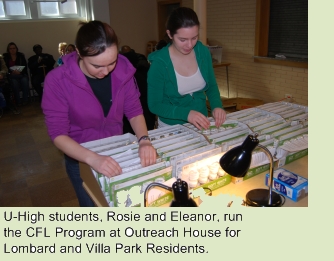 U-High students, Rosie and Eleanor, run
the CFL Program at Outreach House for
Lombard and Villa Park Residents.